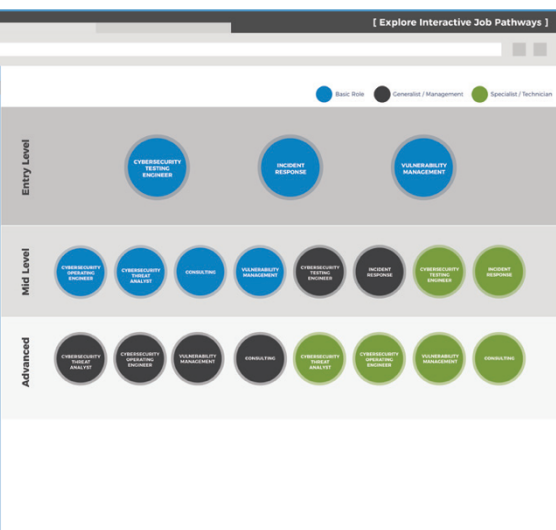 [ Explore Interactive Job Pathways ]
Basic Role
Generalist / Management
Specialist / Technician
Entry Level
CYBERSECURITY
TESTING
ENGINEER
INCIDENT
RESPONSE
VULNERABILITY
MANAGEMENT
Mid Level
CYBERSECURITY
OPERATING
ENGINEER
CYBERSECURITY
THREAT
ANALYST
CONSULTING
VULNERABILITY
MANAGEMENT
CYBERSECURITY
TESTING
ENGINEER
INCIDENT
RESPONSE
CYBERSECURITY
TESTING
ENGINEER
INCIDENT
RESPONSE
Advanced
CYBERSECURITY
THREAT
ANALYST
CYBERSECURITY
OPERATING
ENGINEER
VULNERABILITY
MANAGEMENT
CONSULTING
CYBERSECURITY
THREAT
ANALYST
CYBERSECURITY
OPERATING
ENGINEER
VULNERABILITY
MANAGEMENT
CONSULTING